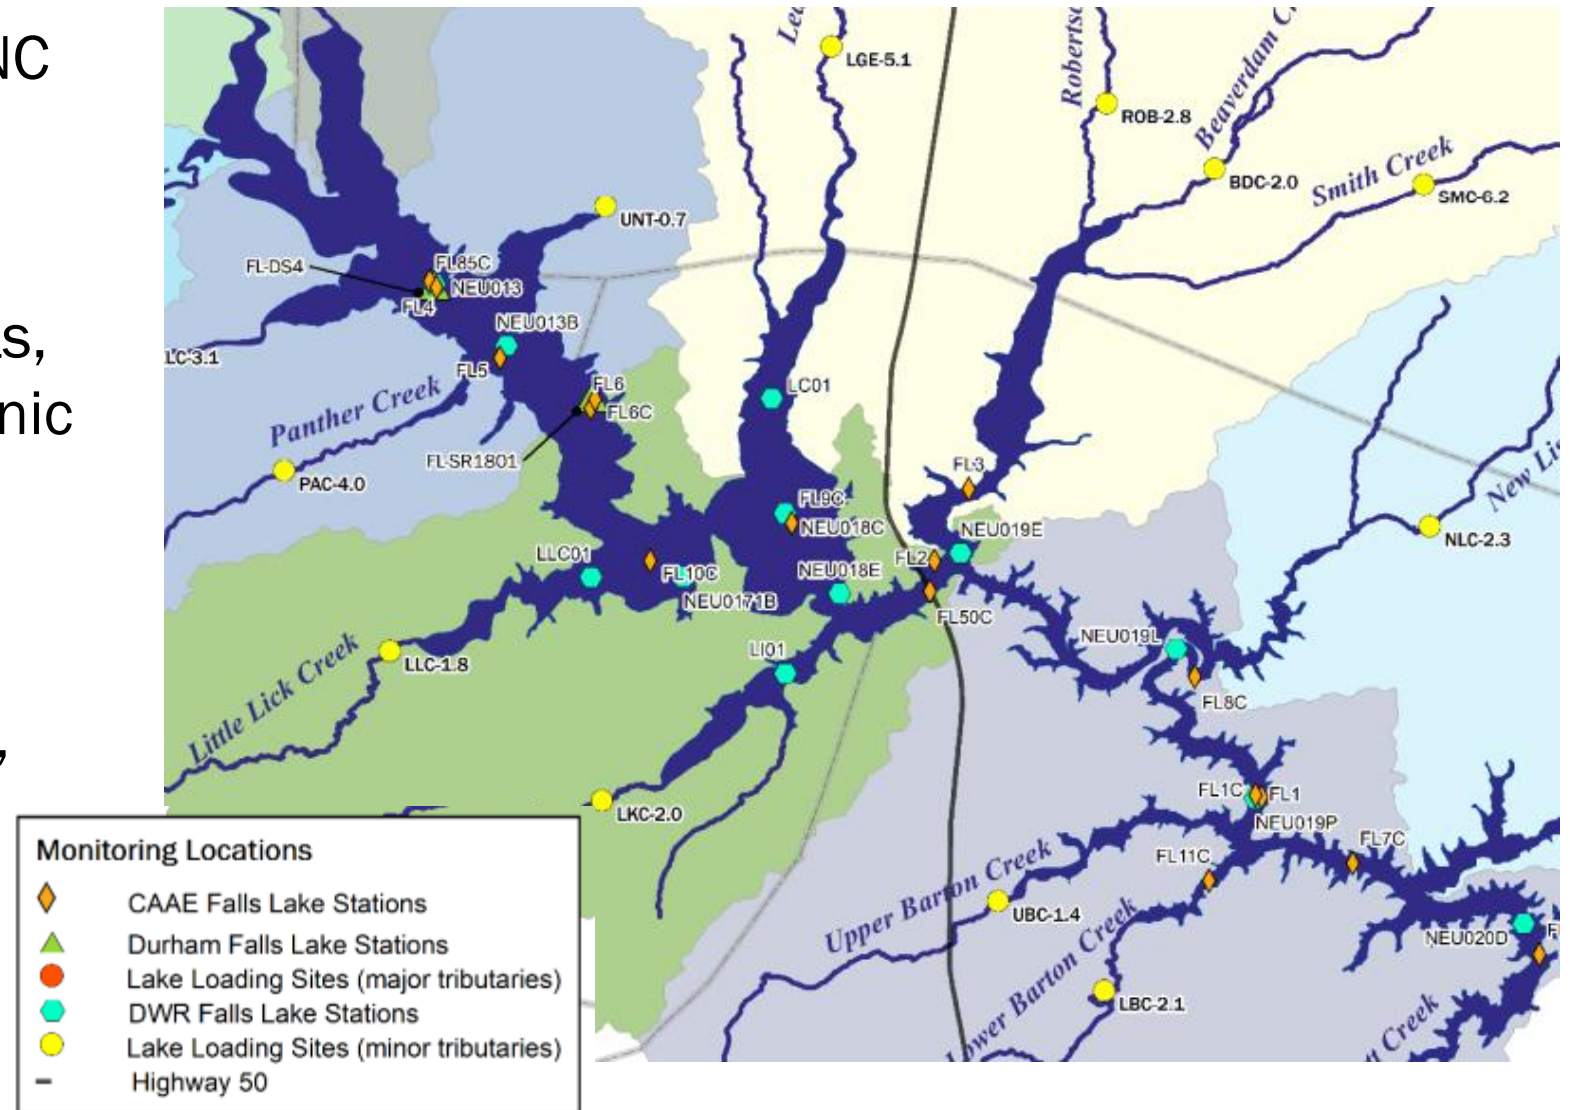 NC
s,
nic
,
LGE-5.1
ROB-2.8
Beaverdam
BDC-2.0
Smith Creek
SMC-6.2
UNT-0.7
FL-DS4
FL85C
NEU013
FL4
NEU013B
LC-3.1
FL5
Panther Creek
FL6
FL6C
LC01
FL-SR1801
PAC-4.0
FL3
FL9C
NEU018C
NEU019E
New
NLC-2.3
LLC01
FL10C
NEU0171B
NEU018E
FL2
FL50C
LLC-1.8
Little Lick Creek
LI01
NEU019L
FL8C
LKC-2.0
FL1C
FL1
NEU019P
FL7C
FL11C
Upper Barton Creek
UBC-1.4
NEU020D
Lower Barton Creek
LBC-2.1
Creek
Monitoring Locations
CAAE Falls Lake Stations
Durham Falls Lake Stations
Lake Loading Sites (major tributaries)
DWR Falls Lake Stations
Lake Loading Sites (minor tributaries)
Highway 50